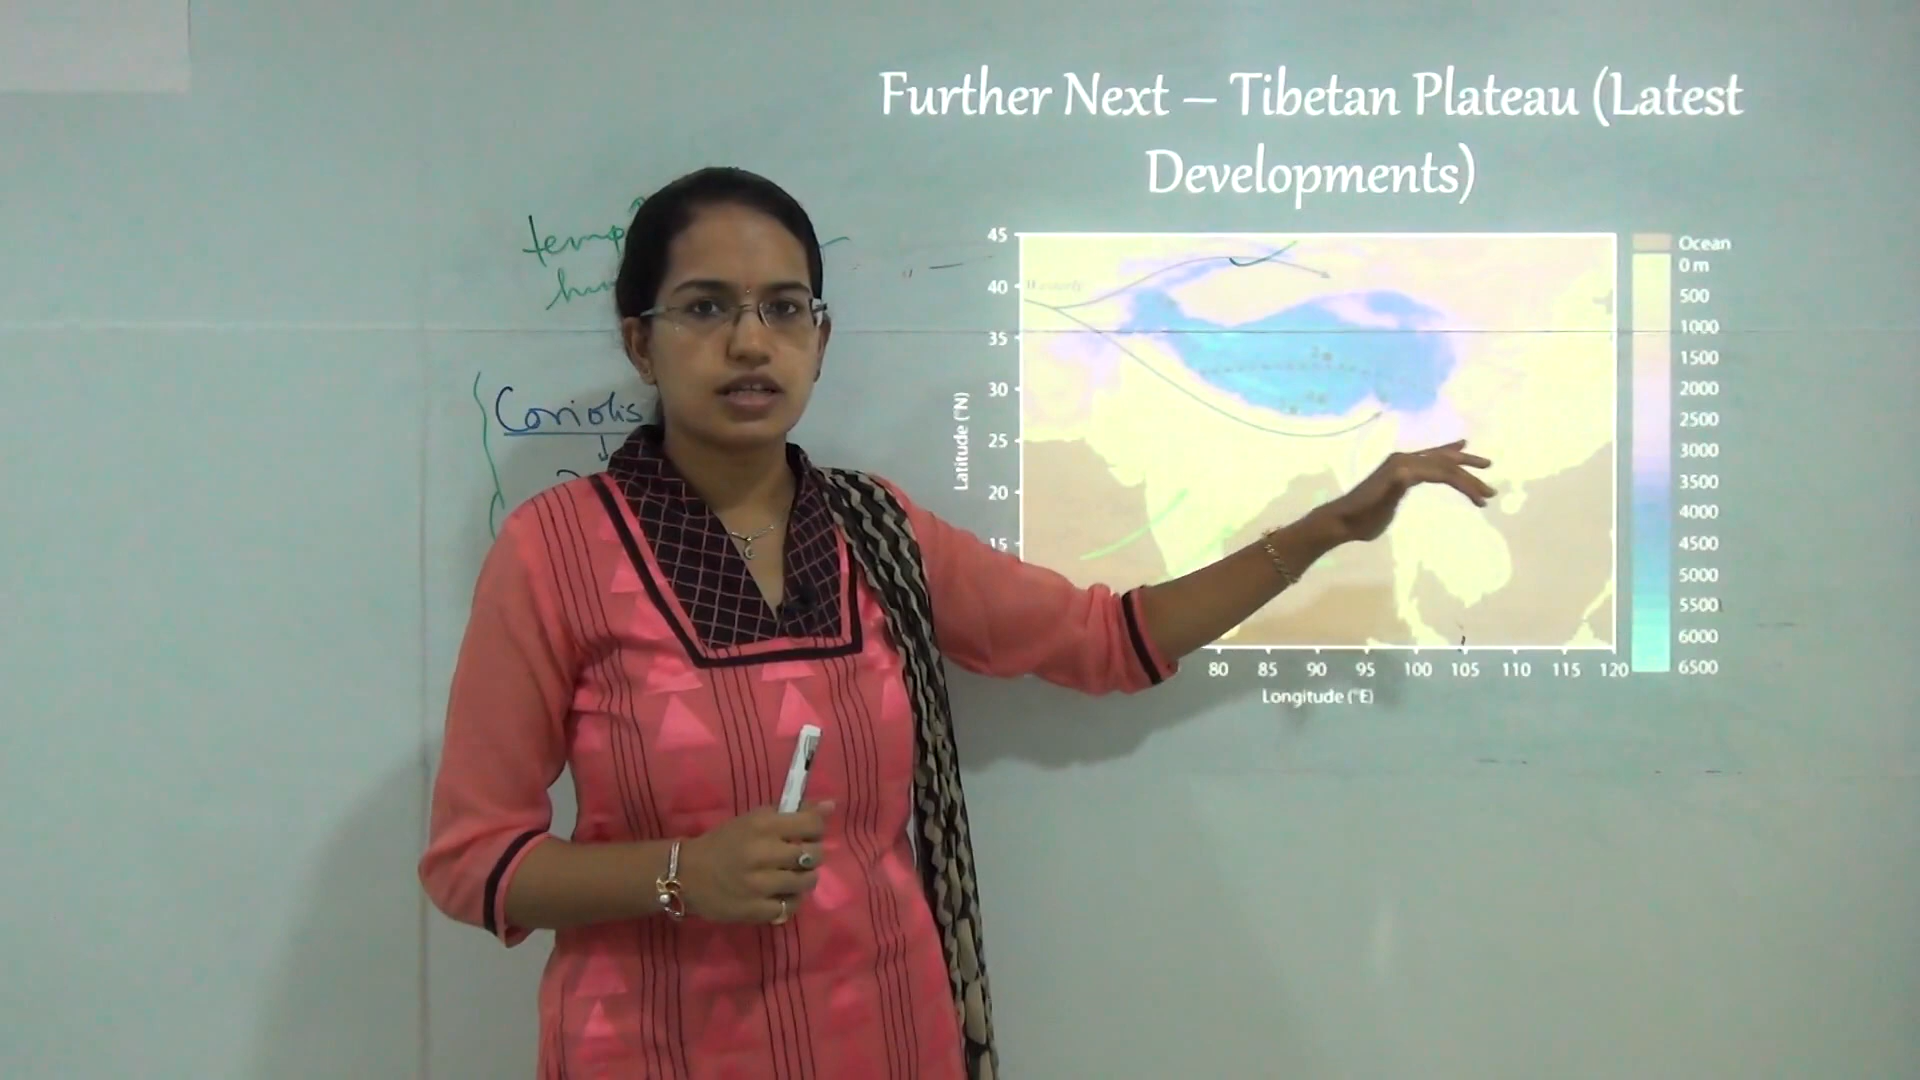 Further Next – Tibetan Plateau (Latest
Developments)
temp
Coriolis
Westerly
45
40
35
30
25
20
15
Latitude (°N)
80 85 90 95 100 105 110 115 120
Longitude (°E)
Ocean
0 m
500
1000
1500
2000
2500
3000
3500
4000
4500
5000
5500
6000
6500